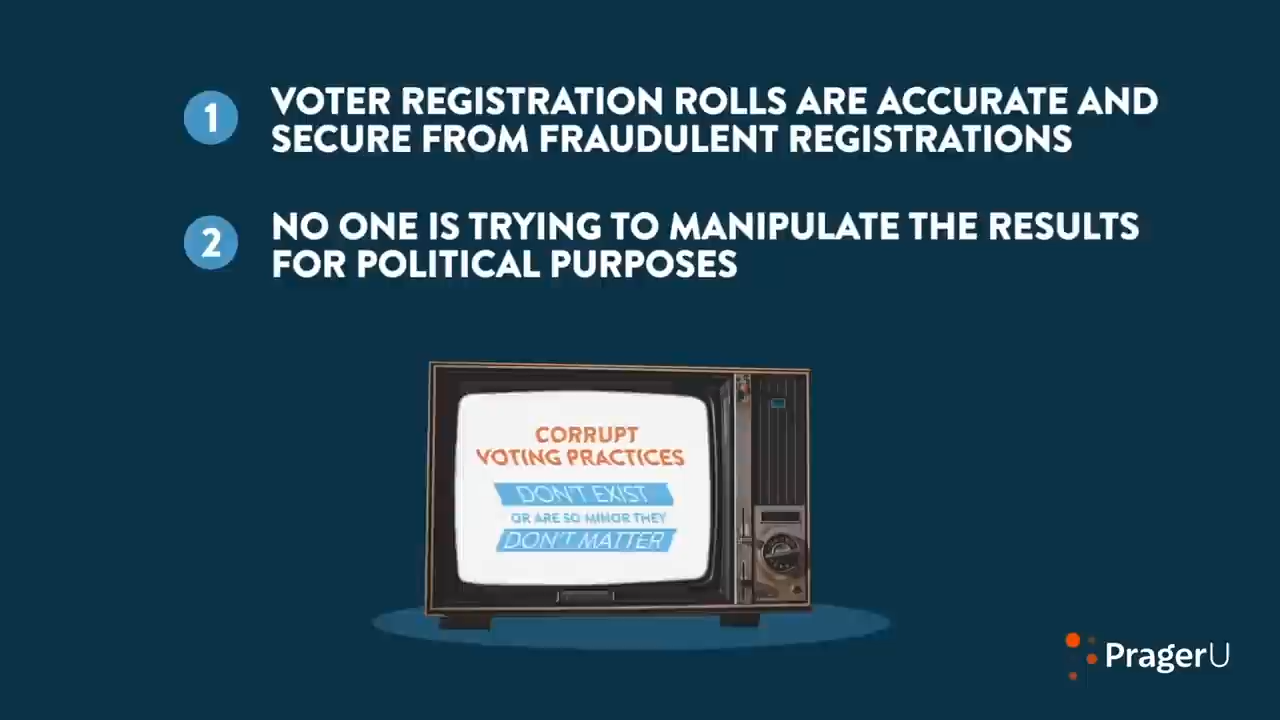 1
VOTER REGISTRATION ROLLS ARE ACCURATE AND
SECURE FROM FRAUDULENT REGISTRATIONS
2
NO ONE IS TRYING TO MANIPULATE THE RESULTS
FOR POLITICAL PURPOSES
CORRUPT
VOTING PRACTICES
DON'T EXIST
OR ARE SO MINOR THEY
DON'T MATTER
PragerU